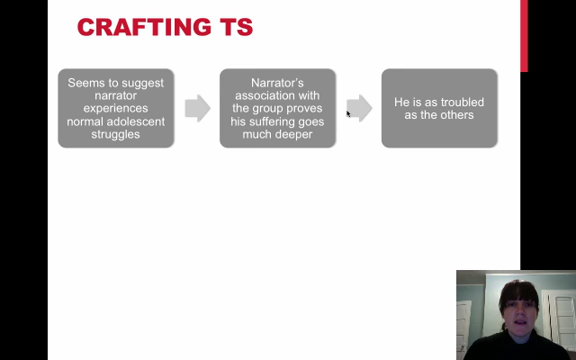 CRAFTING TS
Seems to suggest
narrator
experiences
normal adolescent
struggles
Narrator's
association with
the group proves
his suffering goes
much deeper
He is as troubled
as the others